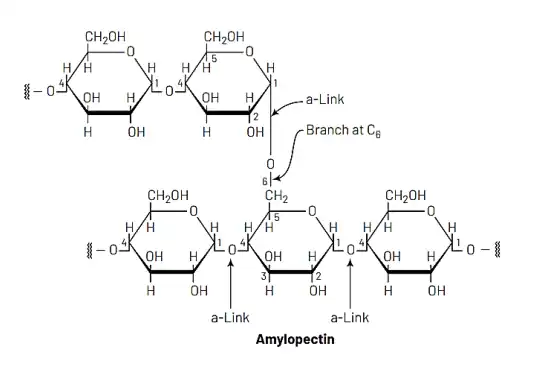 CH₂OH CH₂OH
O O
H H H 5 H
4 H 1 4 H 1
O O
OH H OH H 2 a-Link
H OH H OH Branch at C₆
O
6
CH₂OH CH₂ CH₂OH
O 5 O O
H H H H H H H H H
4 1 4 1 4 1
O O O O
OH H OH H OH H
3 2
H OH H OH H OH
a-Link a-Link
Amylopectin